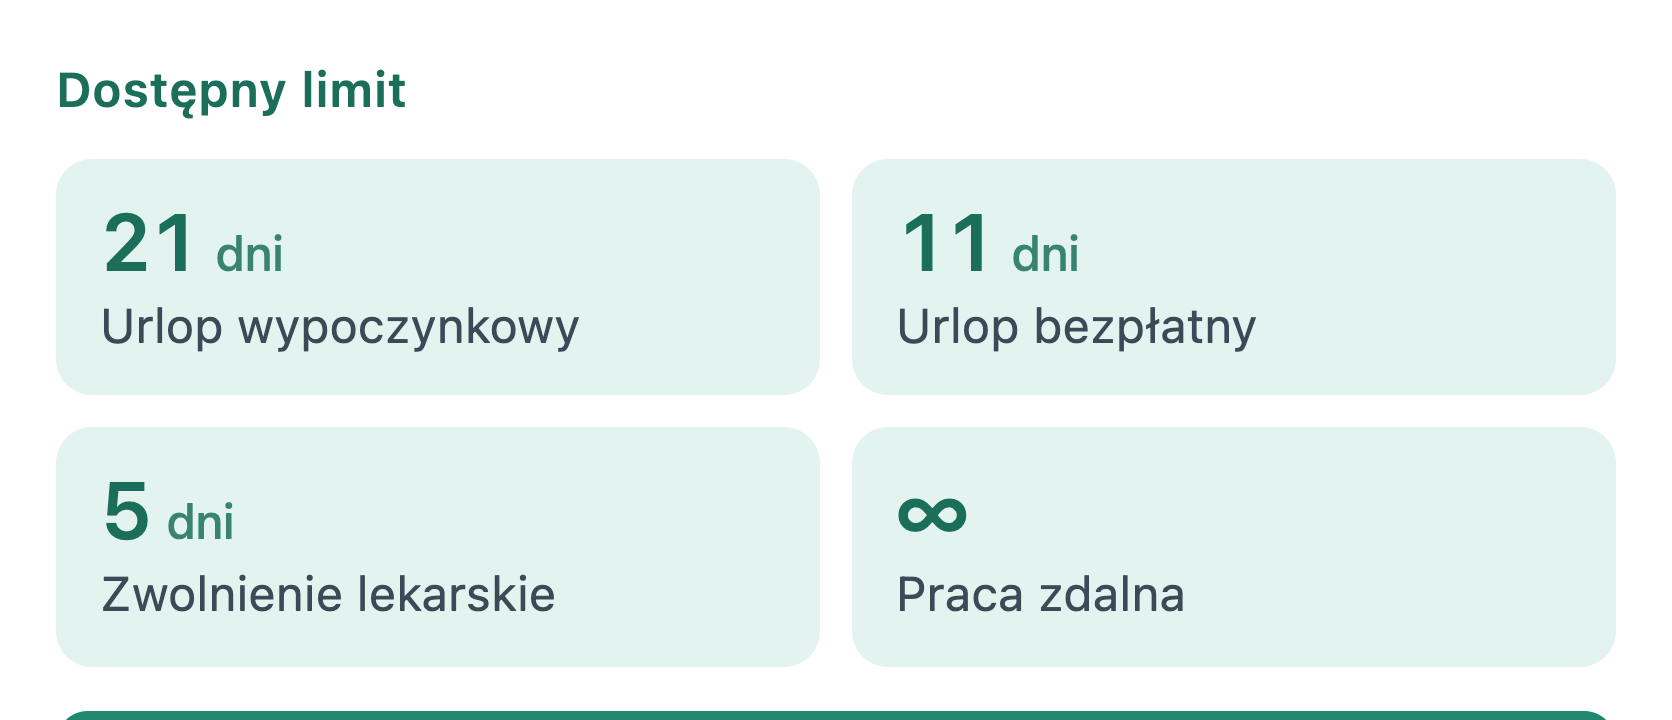 Dostępny limit
21 dni
Urlop wypoczynkowy
11 dni
Urlop bezpłatny
5 dni
Zwolnienie lekarskie
∞
Praca zdalna